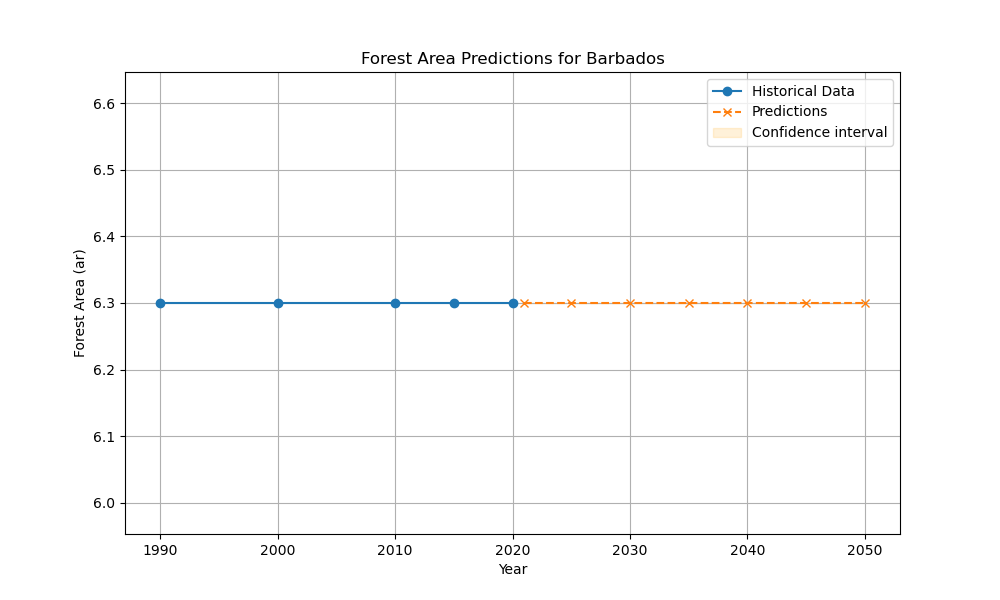 Forest Area Predictions for Barbados
Historical Data
Predictions
Confidence interval
Forest Area (ar)
6.6
6.5
6.4
6.3
6.2
6.1
6.0
1990 2000 2010 2020 2030 2040 2050
Year